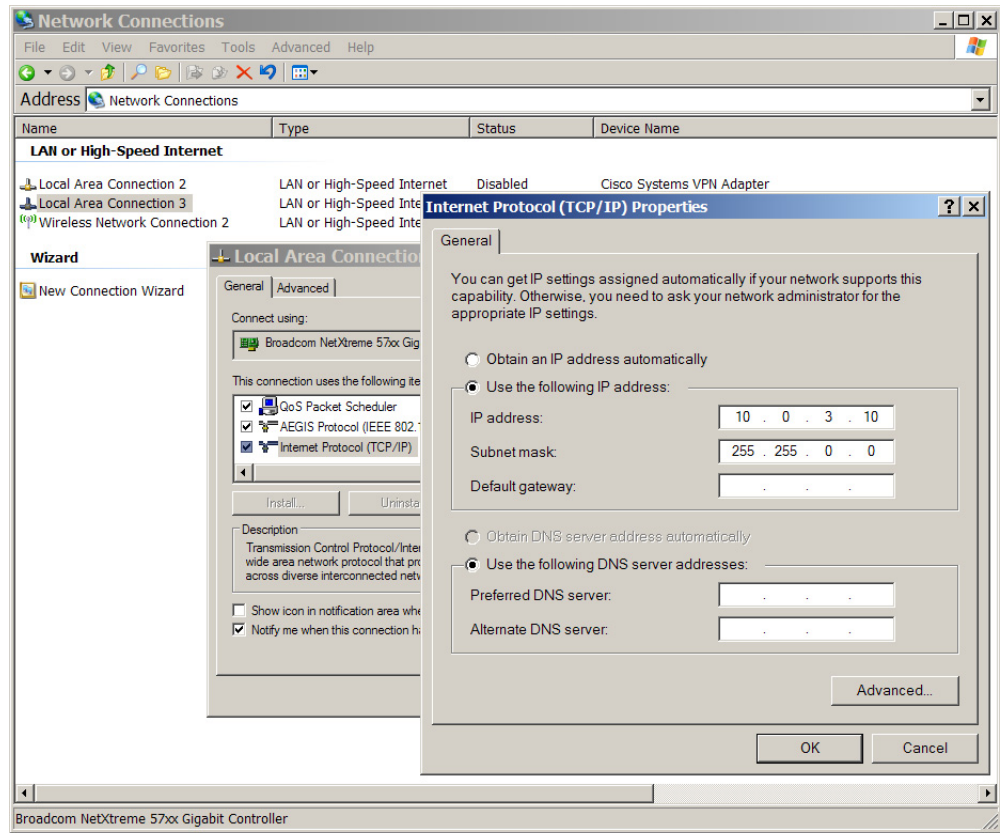 Network Connections
File Edit View Favorites Tools Advanced Help
Address Network Connections
Name Type Status Device Name
LAN or High-Speed Internet
Local Area Connection 2 LAN or High-Speed Internet Disabled Cisco Systems VPN Adapter
Local Area Connection 3 LAN or High-Speed Inte
Wireless Network Connection 2 LAN or High-Speed Inte
Wizard
New Connection Wizard
Local Area Connectio
General Advanced
Connect using:
Broadcom NetXtreme 57xx Gig
This connection uses the following ite
QoS Packet Scheduler
AEGIS Protocol (IEEE 802.1
Internet Protocol (TCP/IP)
Install... Uninsta
Description
Transmission Control Protocol/Inter
wide area network protocol that pro
across diverse interconnected netw
Show icon in notification area whe
Notify me when this connection ha
Internet Protocol (TCP/IP) Properties
General
You can get IP settings assigned automatically if your network supports this
capability. Otherwise, you need to ask your network administrator for the
appropriate IP settings.
Obtain an IP address automatically
Use the following IP address:
IP address: 10 . 0 . 3 . 10
Subnet mask: 255 . 255 . 0 . 0
Default gateway: . . .
Obtain DNS server address automatically
Use the following DNS server addresses:
Preferred DNS server: . . .
Alternate DNS server: . . .
Advanced...
OK Cancel
Broadcom NetXtreme 57xx Gigabit Controller